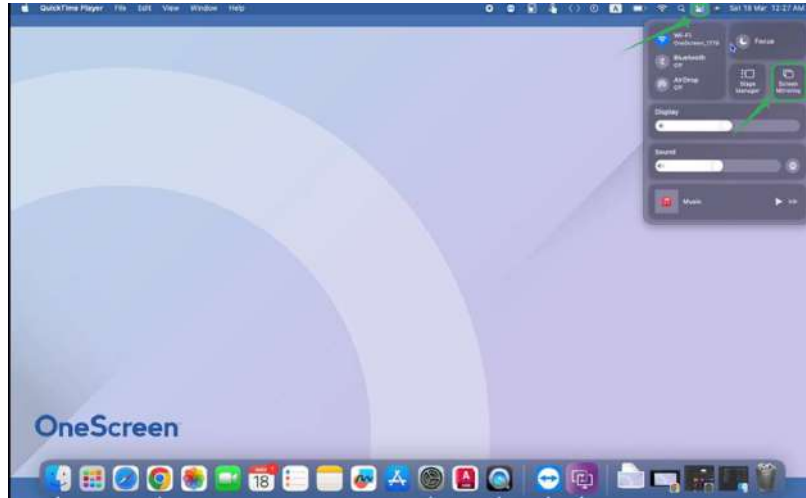 QuickTime Player File Edit View Window Help
A
Sat 18 Mar 12:27 AM
Wi-Fi
OneScreen_1779
Bluetooth
Off
AirDrop
Off
Focus
Stage
Manager
Screen
Mirroring
Display
Sound
Music
OneScreen
18